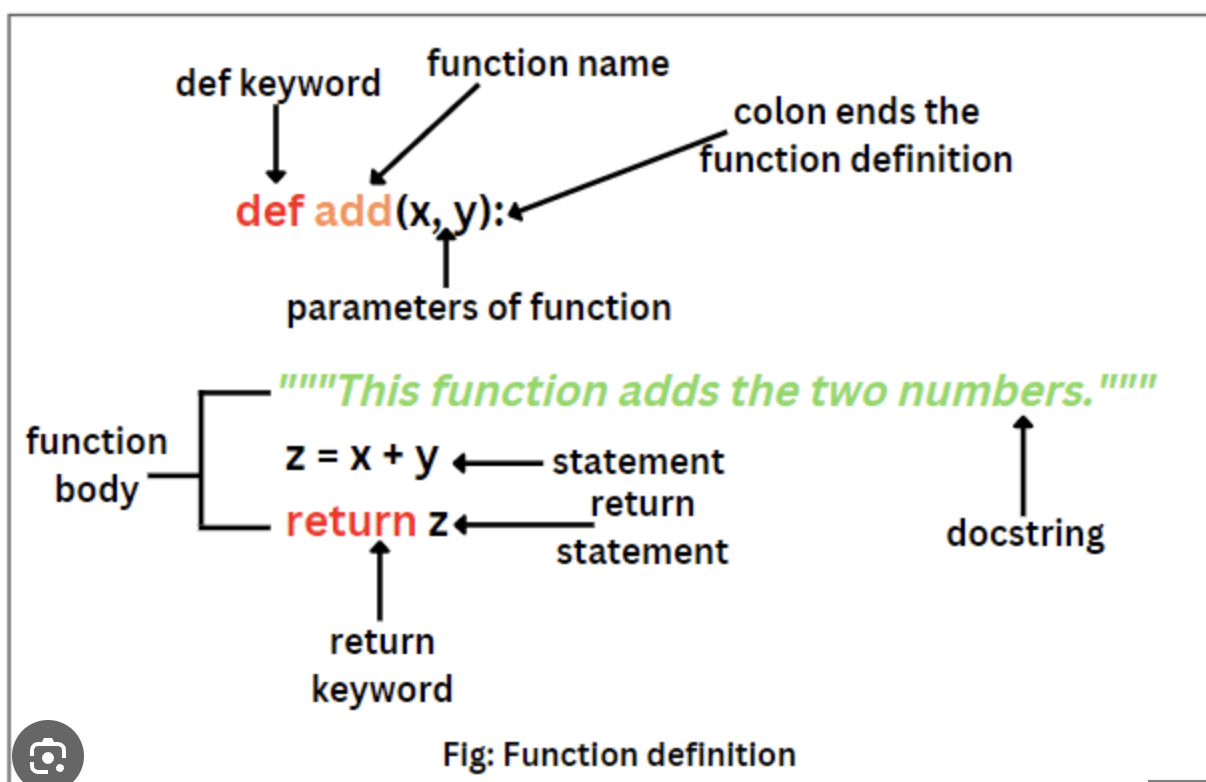 def keyword
function name
colon ends the
function definition
def add(x, y):
parameters of function
"""This function adds the two numbers."""
function
body
z = x + y
statement
return z
return
statement
docstring
return
keyword
Fig: Function definition